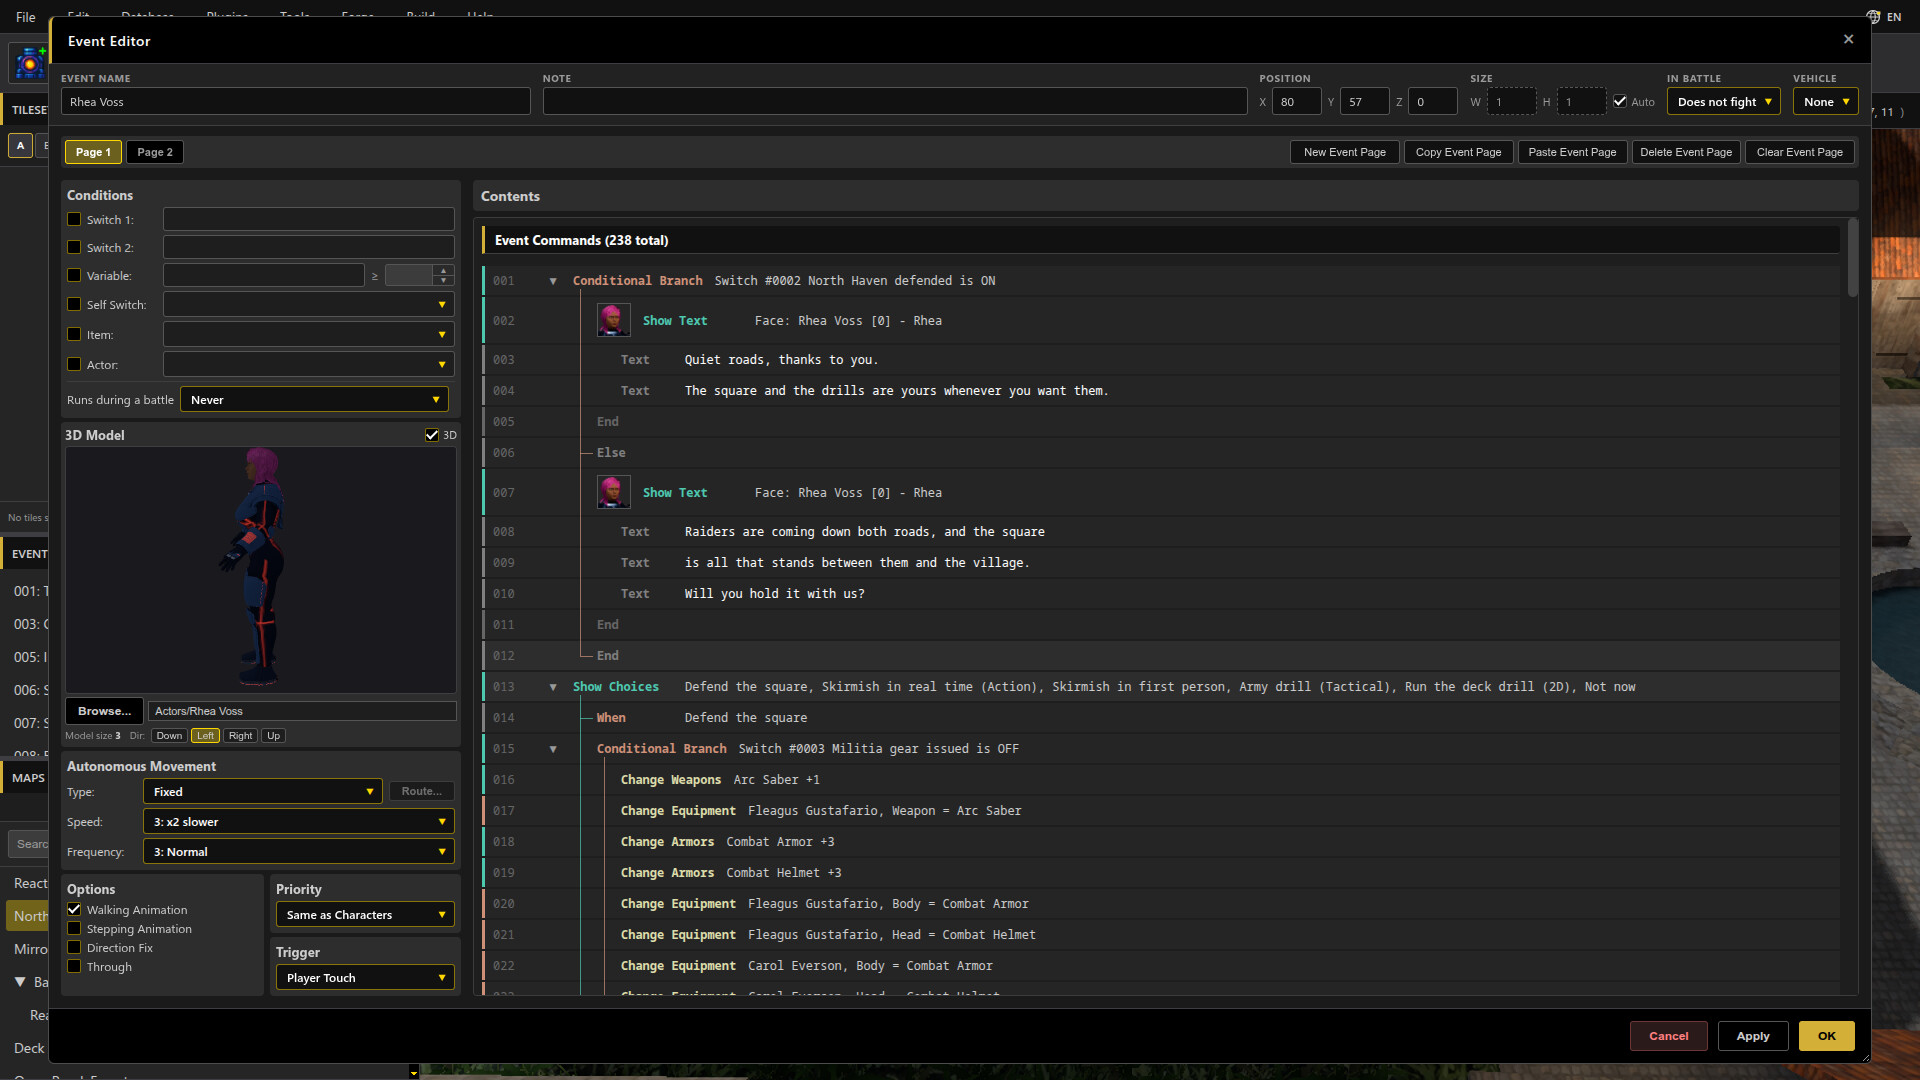 File
EN
Event Editor
×
EVENT NAME
NOTE
POSITION
SIZE
IN BATTLE
VEHICLE
Rhea Voss
X 80 Y 57 Z 0
W 1 H 1 Auto
Does not fight
None
TILESE
A
Page 1
Page 2
New Event Page
Copy Event Page
Paste Event Page
Delete Event Page
Clear Event Page
Conditions
Switch 1:
Switch 2:
Variable: ≥
Self Switch:
Item:
Actor:
Runs during a battle Never
3D Model
3D
Browse... Actors/Rhea Voss
Model size 3 Dir: Down Left Right Up
Autonomous Movement
Type: Fixed Route...
Speed: 3: x2 slower
Frequency: 3: Normal
Options
Walking Animation
Stepping Animation
Direction Fix
Through
Priority
Same as Characters
Trigger
Player Touch
No tiles s
EVENT
001: T
003: C
005: I
006: S
007: S
MAPS
Searc
React
North
Mirro
Ba
Rea
Deck
Contents
Event Commands (238 total)
001 Conditional Branch Switch #0002 North Haven defended is ON
002 Show Text Face: Rhea Voss [0] - Rhea
003 Text Quiet roads, thanks to you.
004 Text The square and the drills are yours whenever you want them.
005 End
006 Else
007 Show Text Face: Rhea Voss [0] - Rhea
008 Text Raiders are coming down both roads, and the square
009 Text is all that stands between them and the village.
010 Text Will you hold it with us?
011 End
012 End
013 Show Choices Defend the square, Skirmish in real time (Action), Skirmish in first person, Army drill (Tactical), Run the deck drill (2D), Not now
014 When Defend the square
015 Conditional Branch Switch #0003 Militia gear issued is OFF
016 Change Weapons Arc Saber +1
017 Change Equipment Fleagus Gustafario, Weapon = Arc Saber
018 Change Armors Combat Armor +3
019 Change Armors Combat Helmet +3
020 Change Equipment Fleagus Gustafario, Body = Combat Armor
021 Change Equipment Fleagus Gustafario, Head = Combat Helmet
022 Change Equipment Carol Everson, Body = Combat Armor
Cancel
Apply
OK